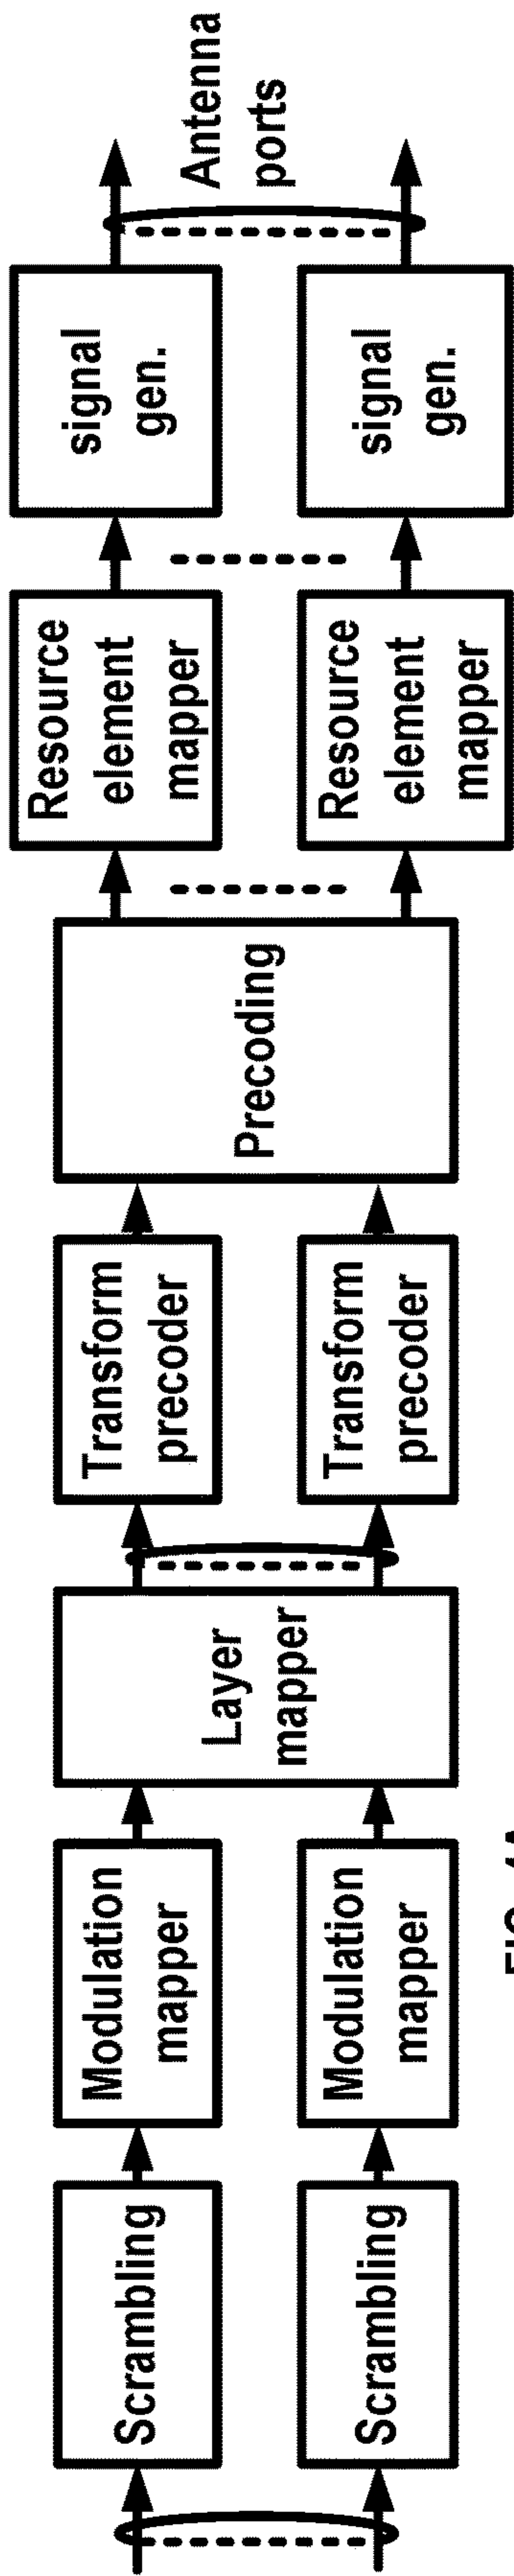 Scrambling
Scrambling
Modulation
mapper
Modulation
mapper
Layer
mapper
Transform
precoder
Transform
precoder
Precoding
Resource
element
mapper
Resource
element
mapper
signal
gen.
signal
gen.
Antenna
ports